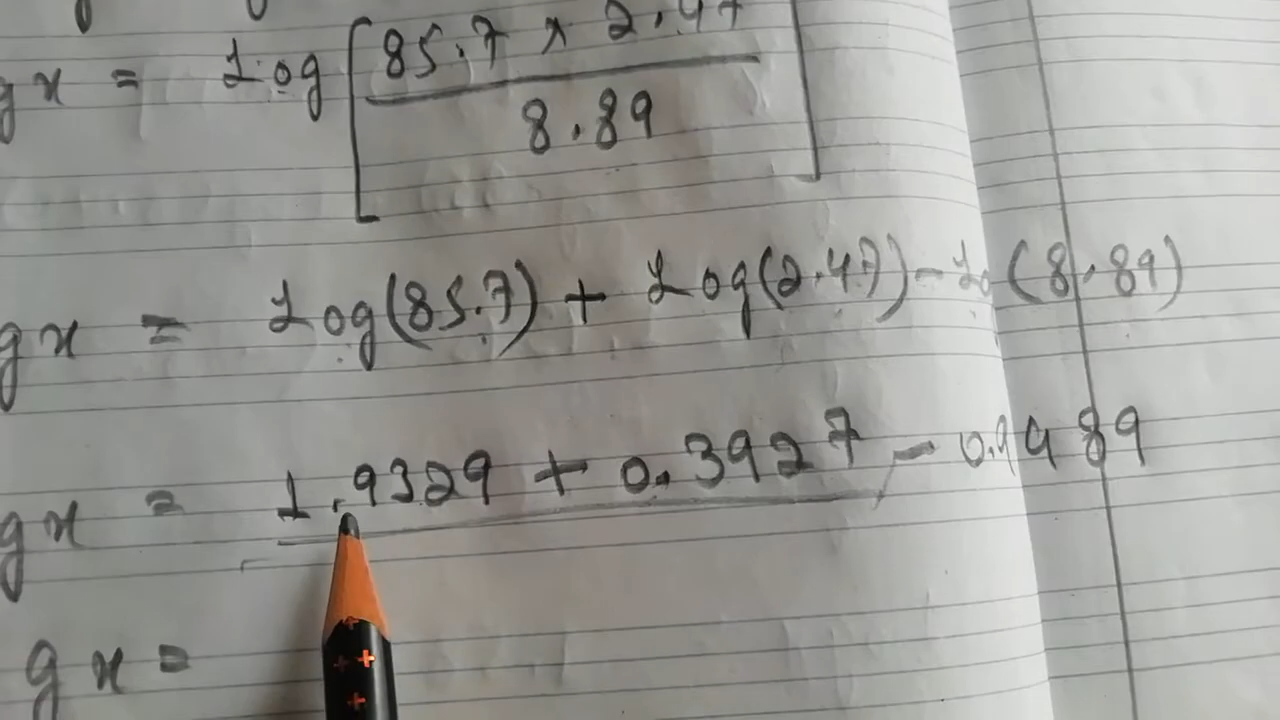 gx = Log[85.7 x 2.47
8.89]
gx = Log(85.7) + Log(2.47) - Lo (8.89)
gx = 1.9329 + 0.3927 - 0.9489
gx =